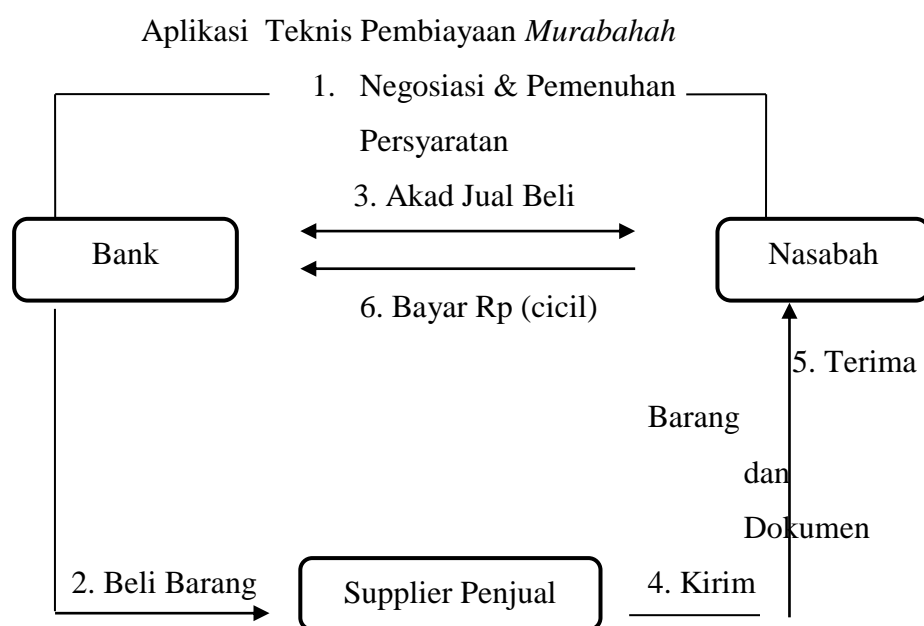 Aplikasi Teknis Pembiayaan Murabahah
1. Negosiasi & Pemenuhan
Persyaratan
3. Akad Jual Beli
Bank
Nasabah
6. Bayar Rp (cicil)
5. Terima
Barang
dan
Dokumen
2. Beli Barang
Supplier Penjual
4. Kirim